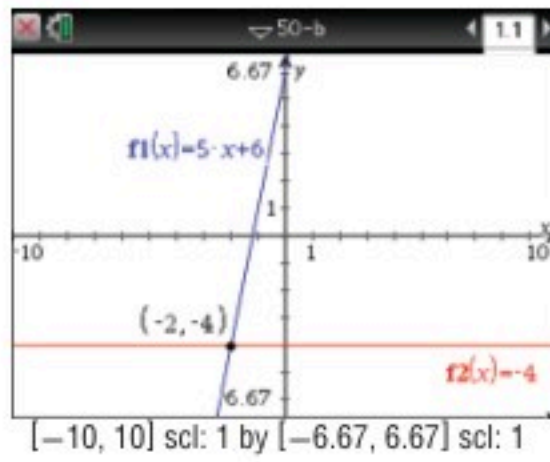 50-b 1.1
6.67 y
f1(x)=5·x+6
1
x
-10 1 10
(-2,-4)
f2(x)=-4
6.67
[−10, 10] scl: 1 by [−6.67, 6.67] scl: 1